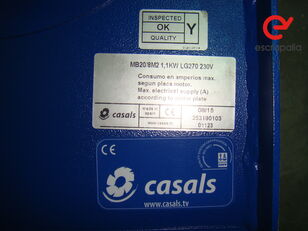 INSPECTED
OK
QUALITY
Y
escrapalia
MB20/8M2 1,1KW LG270 230V
Consumo en amperios max.
segun placa motor.
Max. electrical supply (A)
according to motor plate
casals
CE
made in
spain
08/15
253190103
01123
CE
casals
www.casals.tv